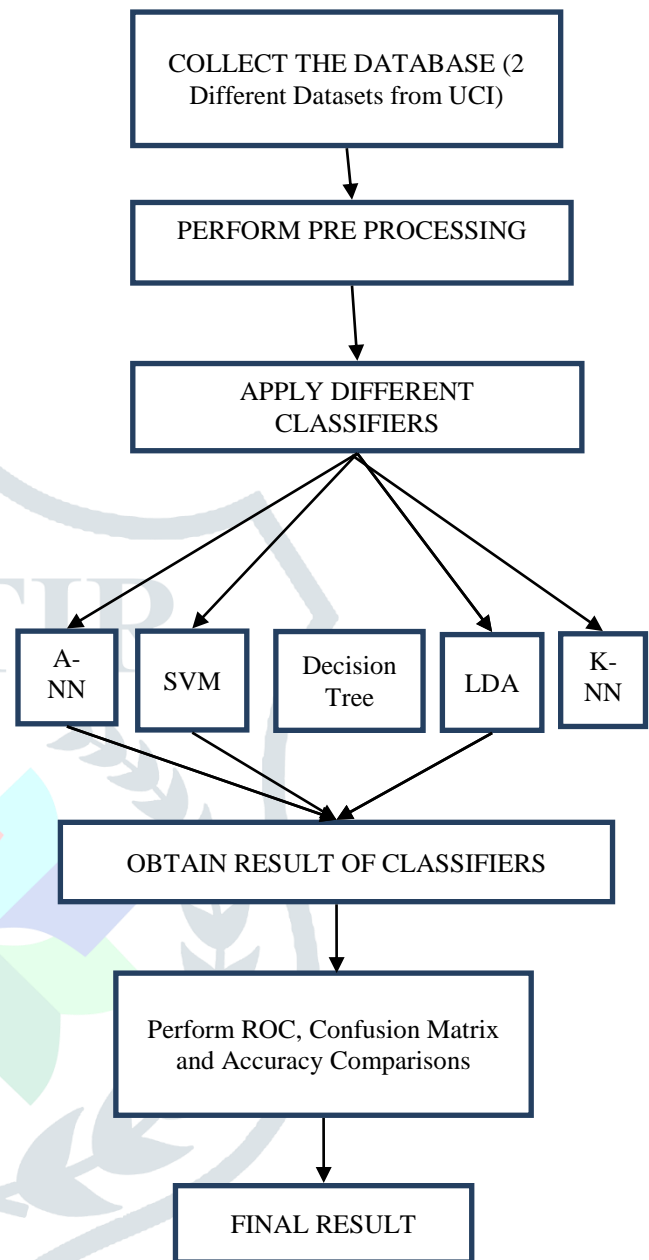 COLLECT THE DATABASE (2
Different Datasets from UCI)
PERFORM PRE PROCESSING
APPLY DIFFERENT
CLASSIFIERS
A-
NN
SVM
Decision
Tree
LDA
K-
NN
OBTAIN RESULT OF CLASSIFIERS
Perform ROC, Confusion Matrix
and Accuracy Comparisons
FINAL RESULT